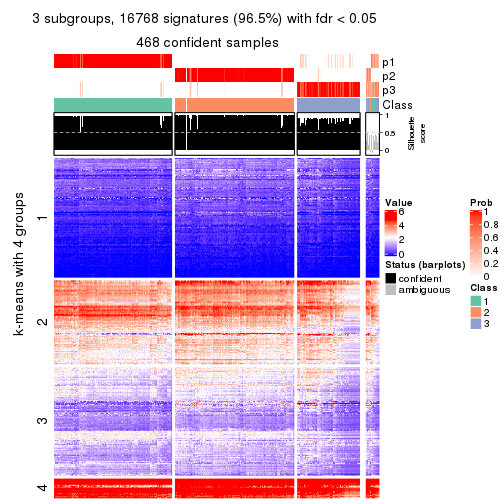 3 subgroups, 16768 signatures (96.5%) with fdr < 0.05
468 confident samples
p1
p2
p3
Class
1
0.5
0
Silhouette
score
k-means with 4 groups
1
2
3
4
Value
6
4
2
0
Status (barplots)
confident
ambiguous
Prob
1
0.8
0.6
0.4
0.2
0
Class
1
2
3